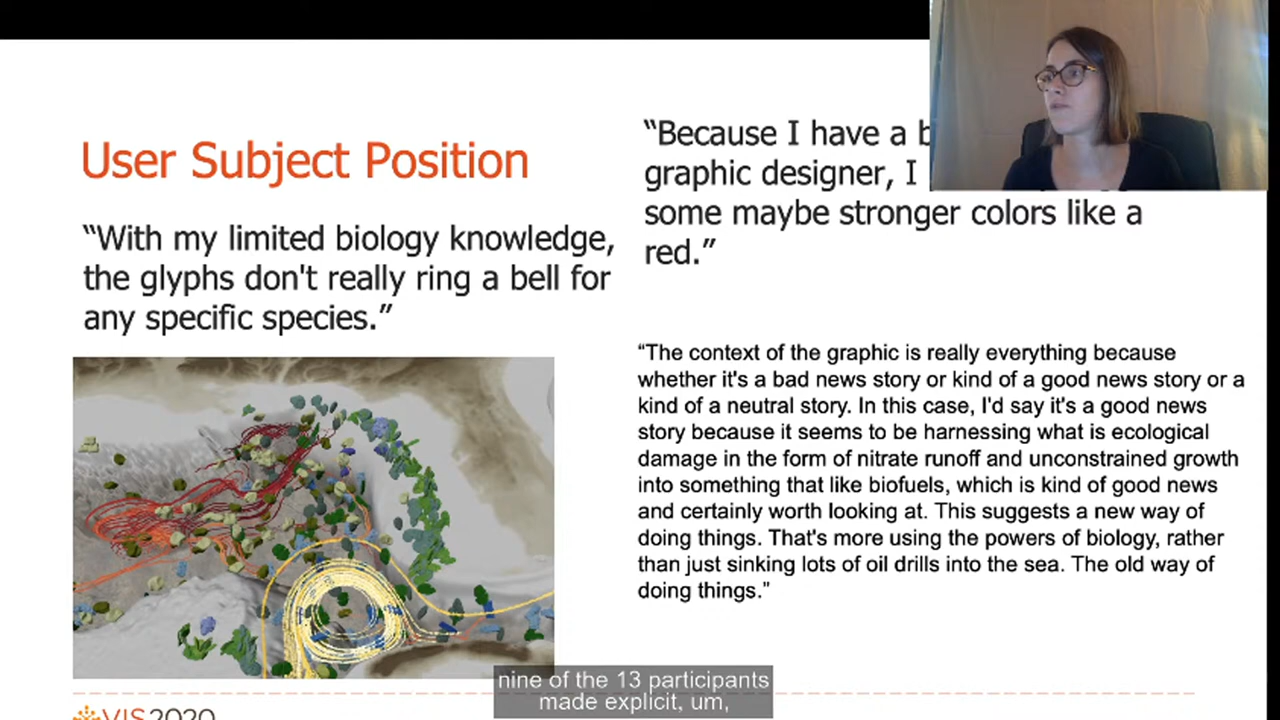 User Subject Position
“With my limited biology knowledge,
the glyphs don't really ring a bell for
any specific species.”
“Because I have a
graphic designer, I
some maybe stronger colors like a
red.”
“The context of the graphic is really everything because
whether it's a bad news story or kind of a good news story or a
kind of a neutral story. In this case, I'd say it's a good news
story because it seems to be harnessing what is ecological
damage in the form of nitrate runoff and unconstrained growth
into something that like biofuels, which is kind of good news
and certainly worth looking at. This suggests a new way of
doing things. That's more using the powers of biology, rather
than just sinking lots of oil drills into the sea. The old way of
doing things.”
nine of the 13 participants
made explicit, um,
VIS2020